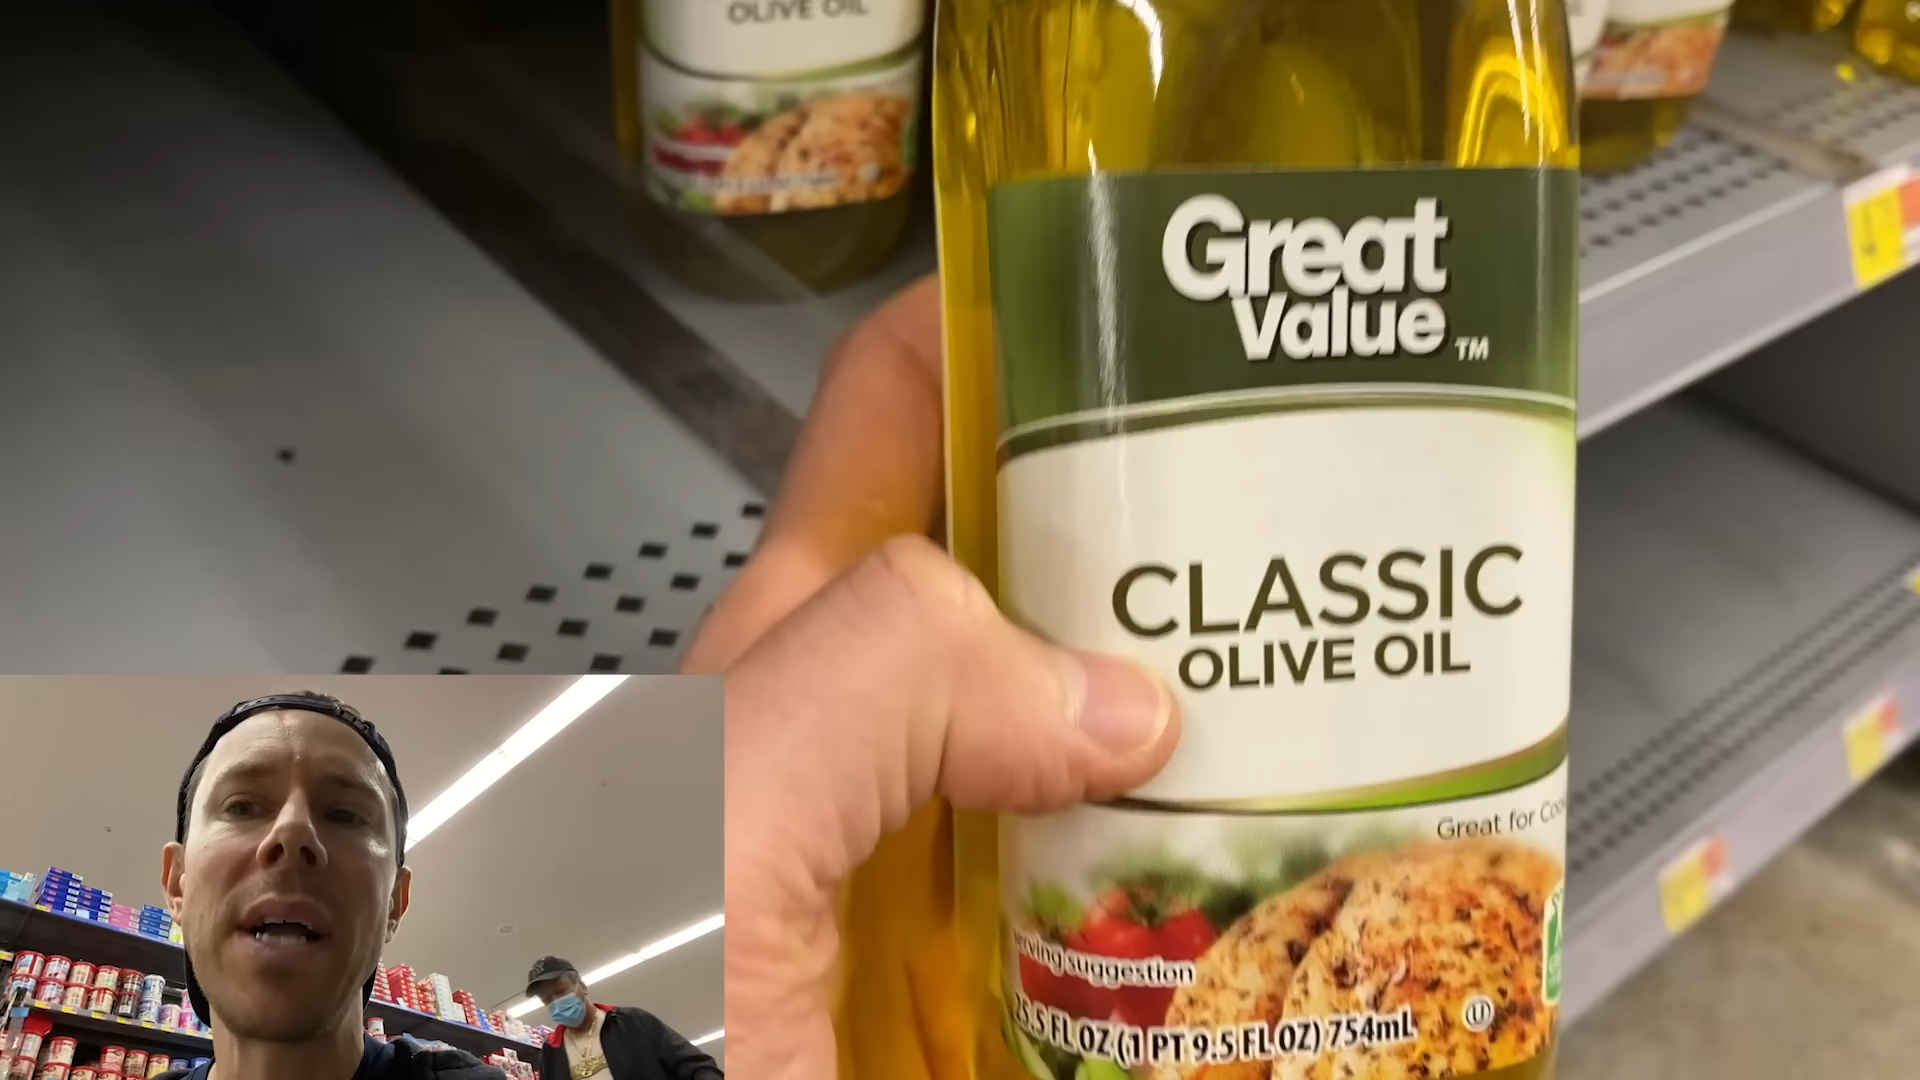 OLIVE OIL
Great
Value TM
CLASSIC
OLIVE OIL
Great for
serving suggestion
25.5 FL OZ (1 PT 9.5 FL OZ) 754mL
U